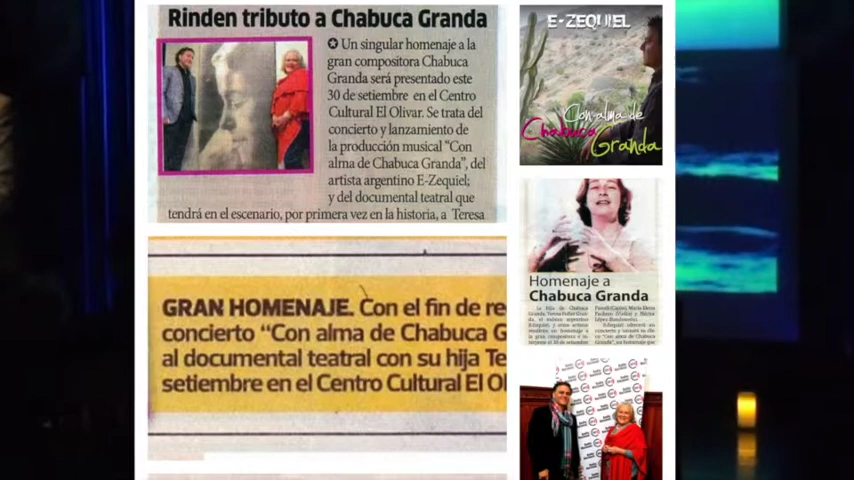 Rinden tributo a Chabuca Granda
Un singular homenaje a la
gran compositora Chabuca
Granda será presentado este
30 de setiembre en el Centro
Cultural El Olivar. Se trata del
concierto y lanzamiento de
la producción musical "Con
alma de Chabuca Granda", del
artista argentino E-Zequiel;
y del documental teatral que
tendrá en el escenario, por primera vez en la historia, a Teresa
GRAN HOMENAJE. Con el fin de re
concierto "Con alma de Chabuca G
al documental teatral con su hija Te
setiembre en el Centro Cultural El Ol
E-ZEQUIEL
Con alma de
Chabuca
Granda
Homenaje a
Chabuca Granda